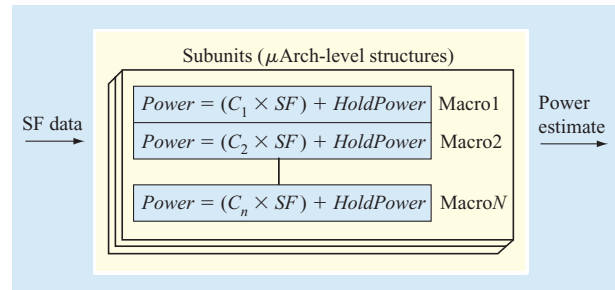 Subunits (μArch-level structures)
SF data
Power = (C₁ × SF) + HoldPower Macro1
Power = (C₂ × SF) + HoldPower Macro2
Power = (Cₙ × SF) + HoldPower MacroN
Power
estimate